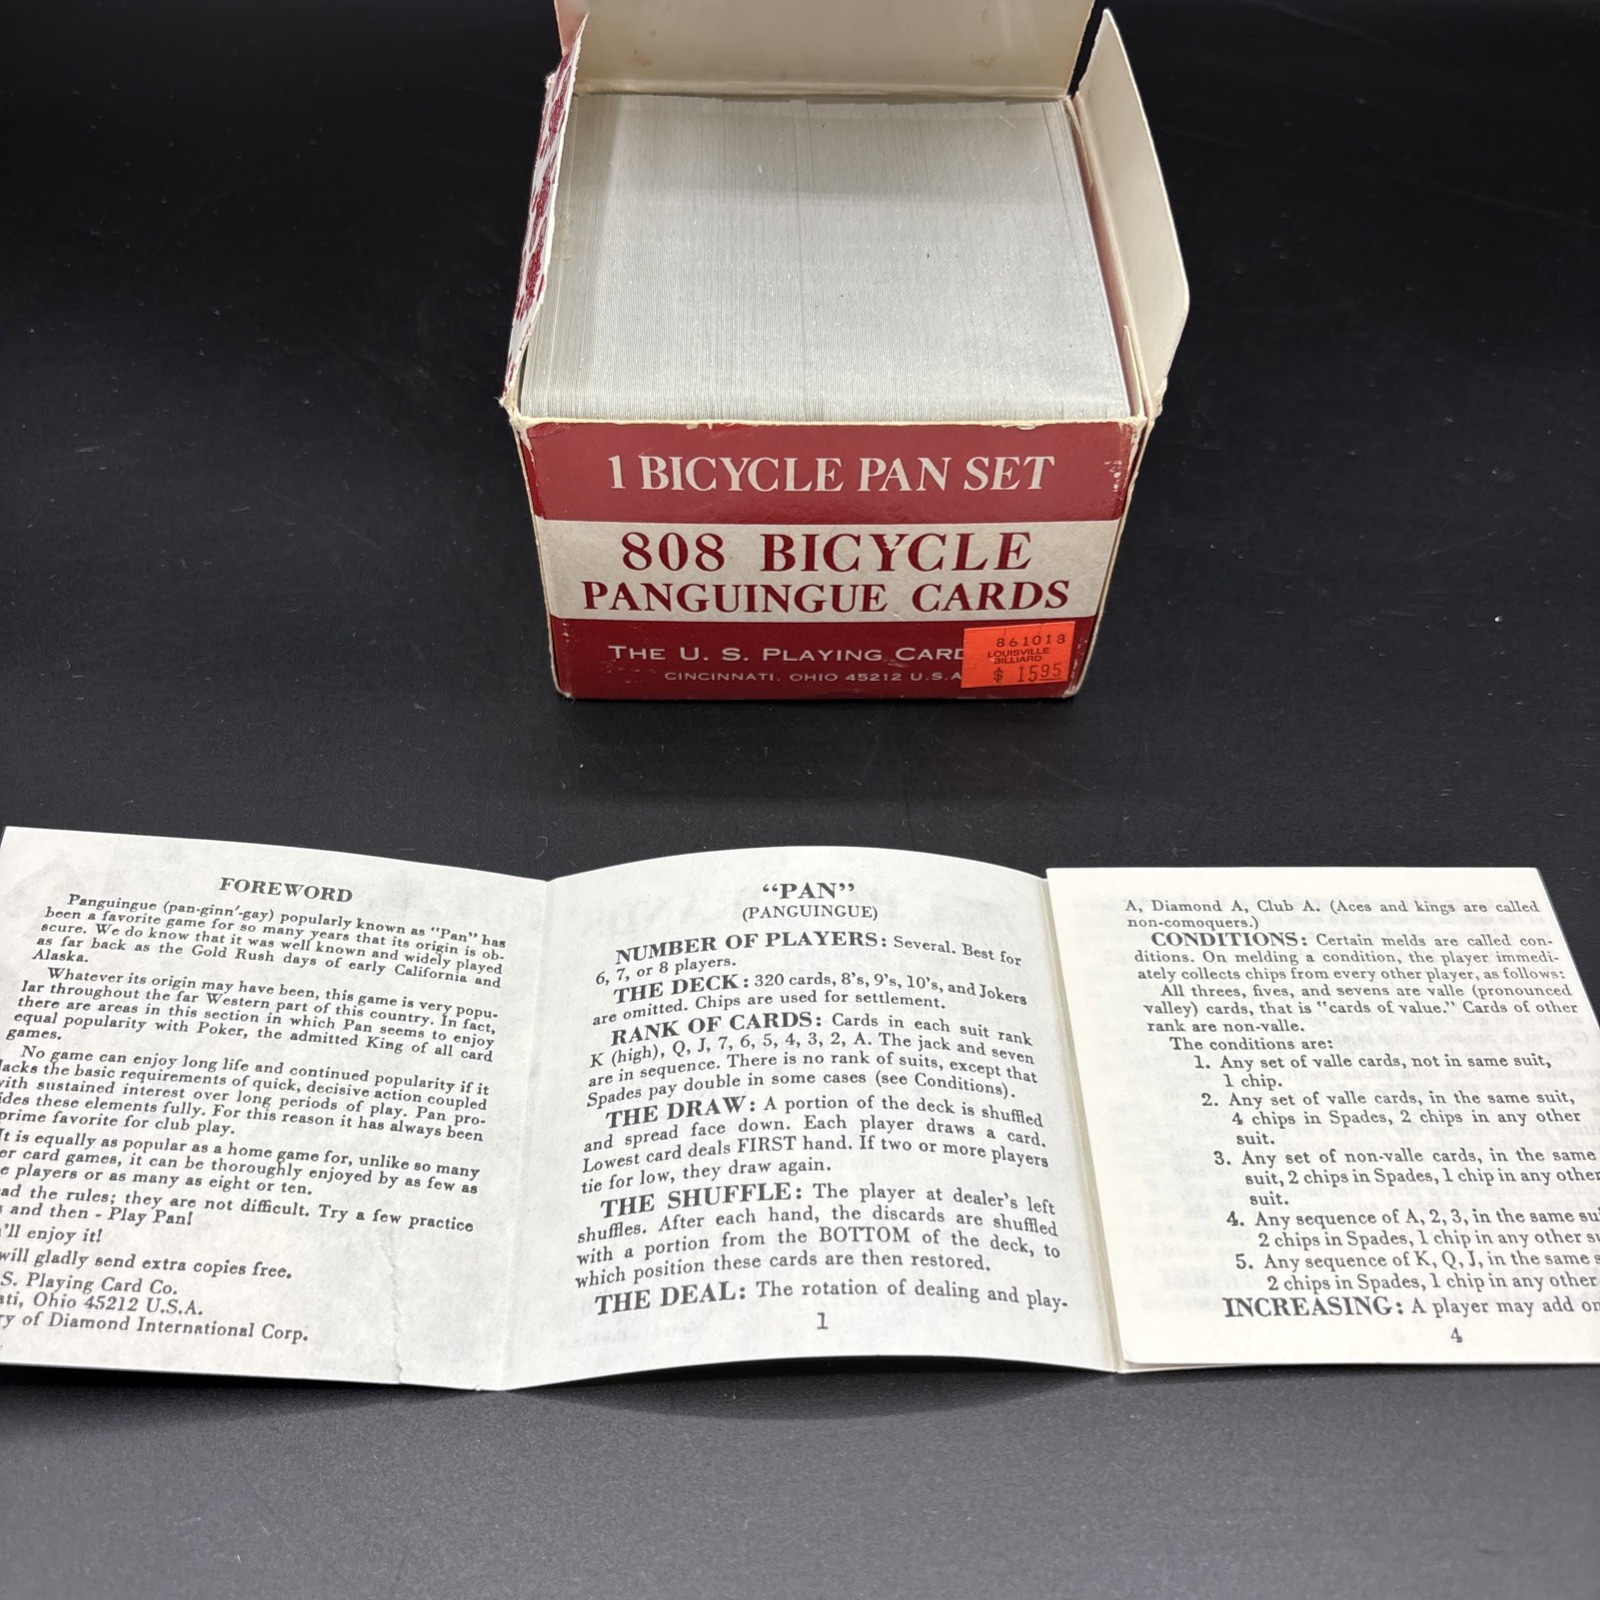 1 BICYCLE PAN SET
808 BICYCLE
PANGUINGUE CARDS
THE U. S. PLAYING CARD
CINCINNATI, OHIO 45212 U.S.A
861018
LOUISVILLE
BILLIARD
$ 1595
FOREWORD
Panguingue (pan-ginn'-gay) popularly known as "Pan" has
been a favorite game for so many years that its origin is ob-
scure. We do know that it was well known and widely played
as far back as the Gold Rush days of early California and
Alaska.
Whatever its origin may have been, this game is very popu-
lar throughout the far Western part of this country. In fact,
there are areas in this section in which Pan seems to enjoy
equal popularity with Poker, the admitted King of all card
games.
No game can enjoy long life and continued popularity if it
lacks the basic requirements of quick, decisive action coupled
with sustained interest over long periods of play. Pan pro-
ides these elements fully. For this reason it has always been
prime favorite for club play.
It is equally as popular as a home game for, unlike so many
er card games, it can be thoroughly enjoyed by as few as
e players or as many as eight or ten.
ad the rules; they are not difficult. Try a few practice
s and then - Play Pan!
'll enjoy it!
will gladly send extra copies free.
S. Playing Card Co.
ati, Ohio 45212 U.S.A.
ry of Diamond International Corp.
"PAN"
(PANGUINGUE)
NUMBER OF PLAYERS: Several. Best for
6, 7, or 8 players.
THE DECK: 320 cards, 8's, 9's, 10's, and Jokers
are omitted. Chips are used for settlement.
RANK OF CARDS: Cards in each suit rank
K (high), Q, J, 7, 6, 5, 4, 3, 2, A. The jack and seven
are in sequence. There is no rank of suits, except that
Spades pay double in some cases (see Conditions).
THE DRAW: A portion of the deck is shuffled
and spread face down. Each player draws a card.
Lowest card deals FIRST hand. If two or more players
tie for low, they draw again.
THE SHUFFLE: The player at dealer's left
shuffles. After each hand, the discards are shuffled
with a portion from the BOTTOM of the deck, to
which position these cards are then restored.
THE DEAL: The rotation of dealing and play-
1
A, Diamond A, Club A. (Aces and kings are called
non-comoquers.)
CONDITIONS: Certain melds are called con-
ditions. On melding a condition, the player immedi-
ately collects chips from every other player, as follows:
All threes, fives, and sevens are valle (pronounced
valley) cards, that is "cards of value." Cards of other
rank are non-valle.
The conditions are:
1. Any set of valle cards, not in same suit,
1 chip.
2. Any set of valle cards, in the same suit,
4 chips in Spades, 2 chips in any other
suit.
3. Any set of non-valle cards, in the same
suit, 2 chips in Spades, 1 chip in any other
suit.
4. Any sequence of A, 2, 3, in the same sui
2 chips in Spades, 1 chip in any other su
5. Any sequence of K, Q, J, in the same s
2 chips in Spades, 1 chip in any other
INCREASING: A player may add on
4